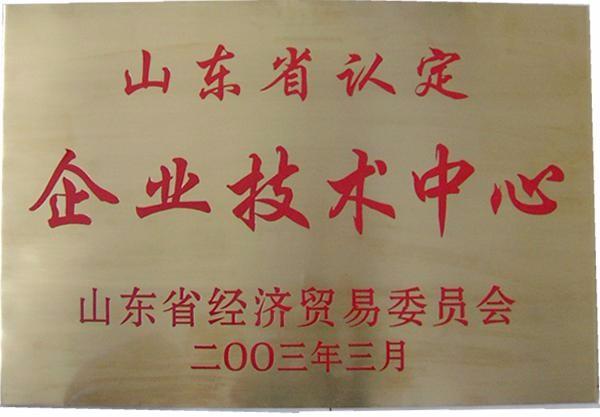 山东省认定
企业技术中心
山东省经济贸易委员会
二OO三年三月